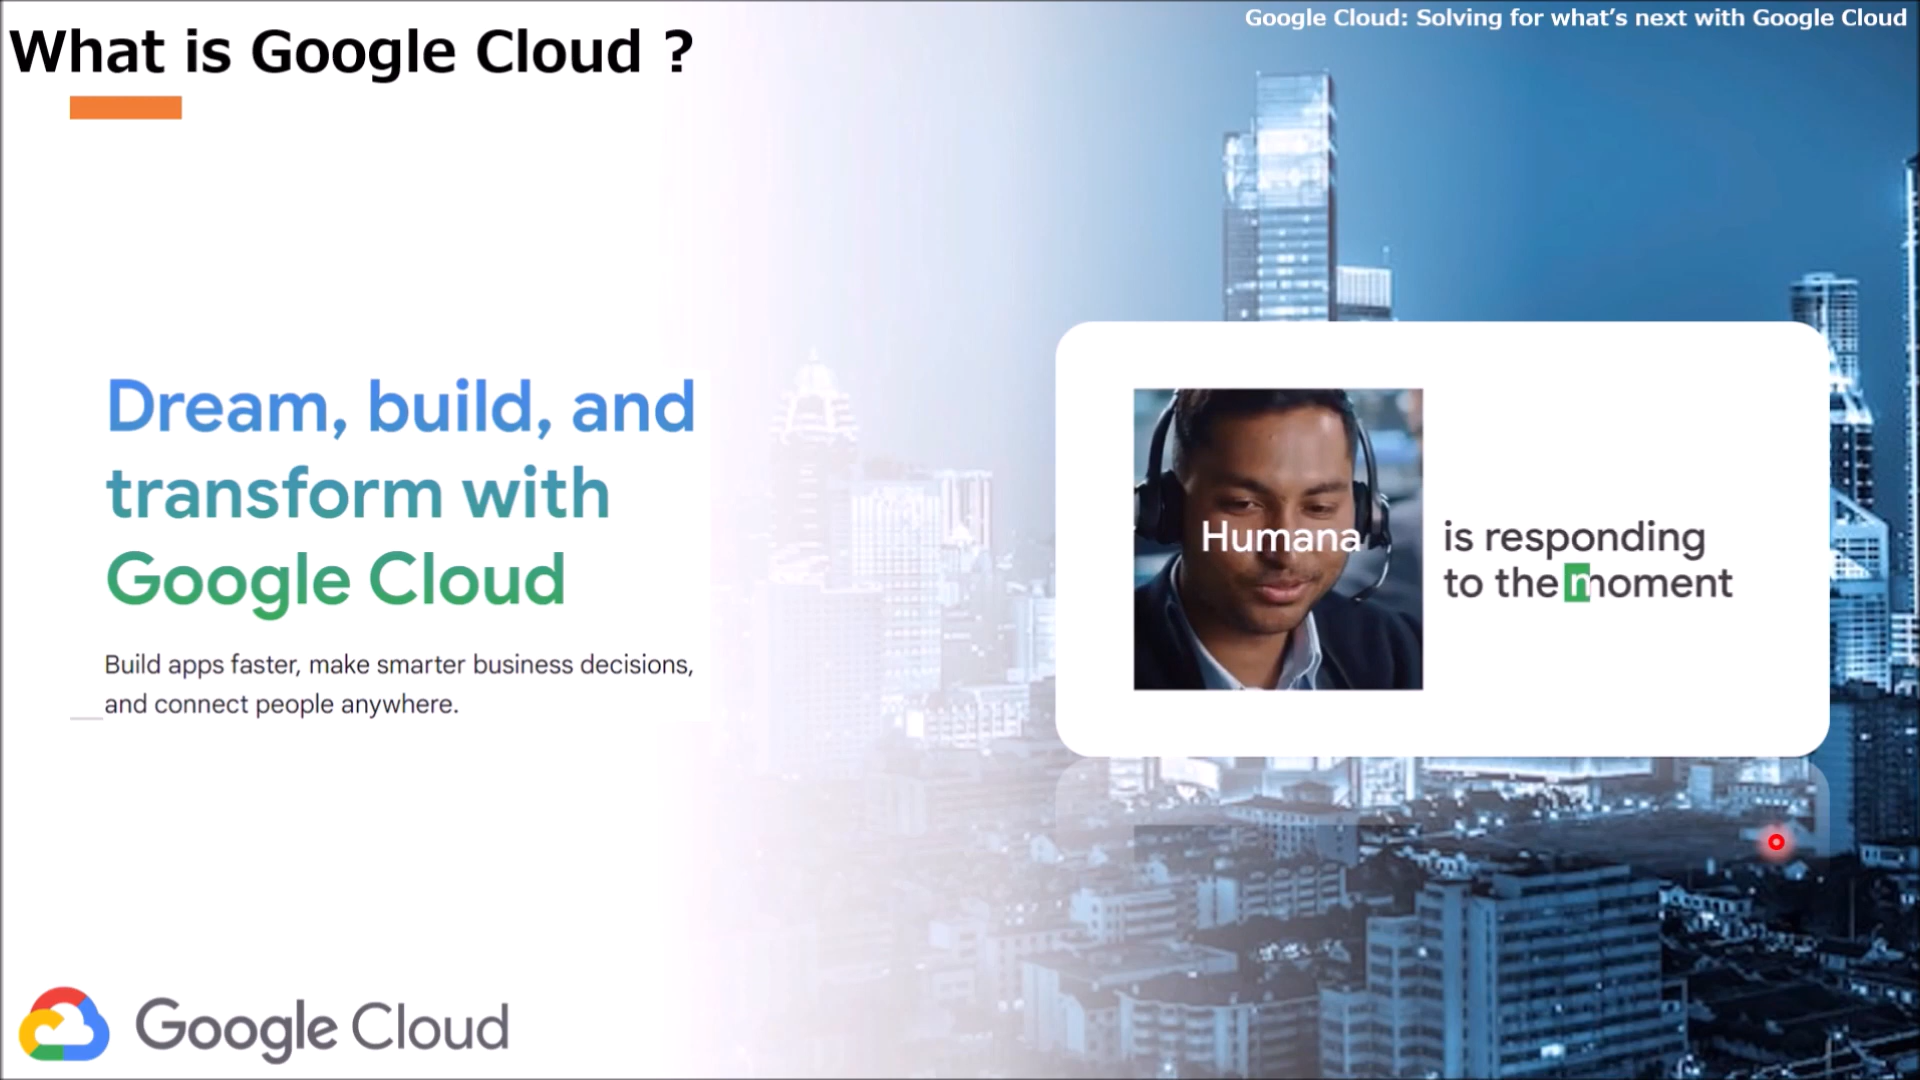 What is Google Cloud ?
Google Cloud: Solving for what’s next with Google Cloud
Dream, build, and
transform with
Google Cloud
Build apps faster, make smarter business decisions,
and connect people anywhere.
Humana
is responding
to the moment
Google Cloud